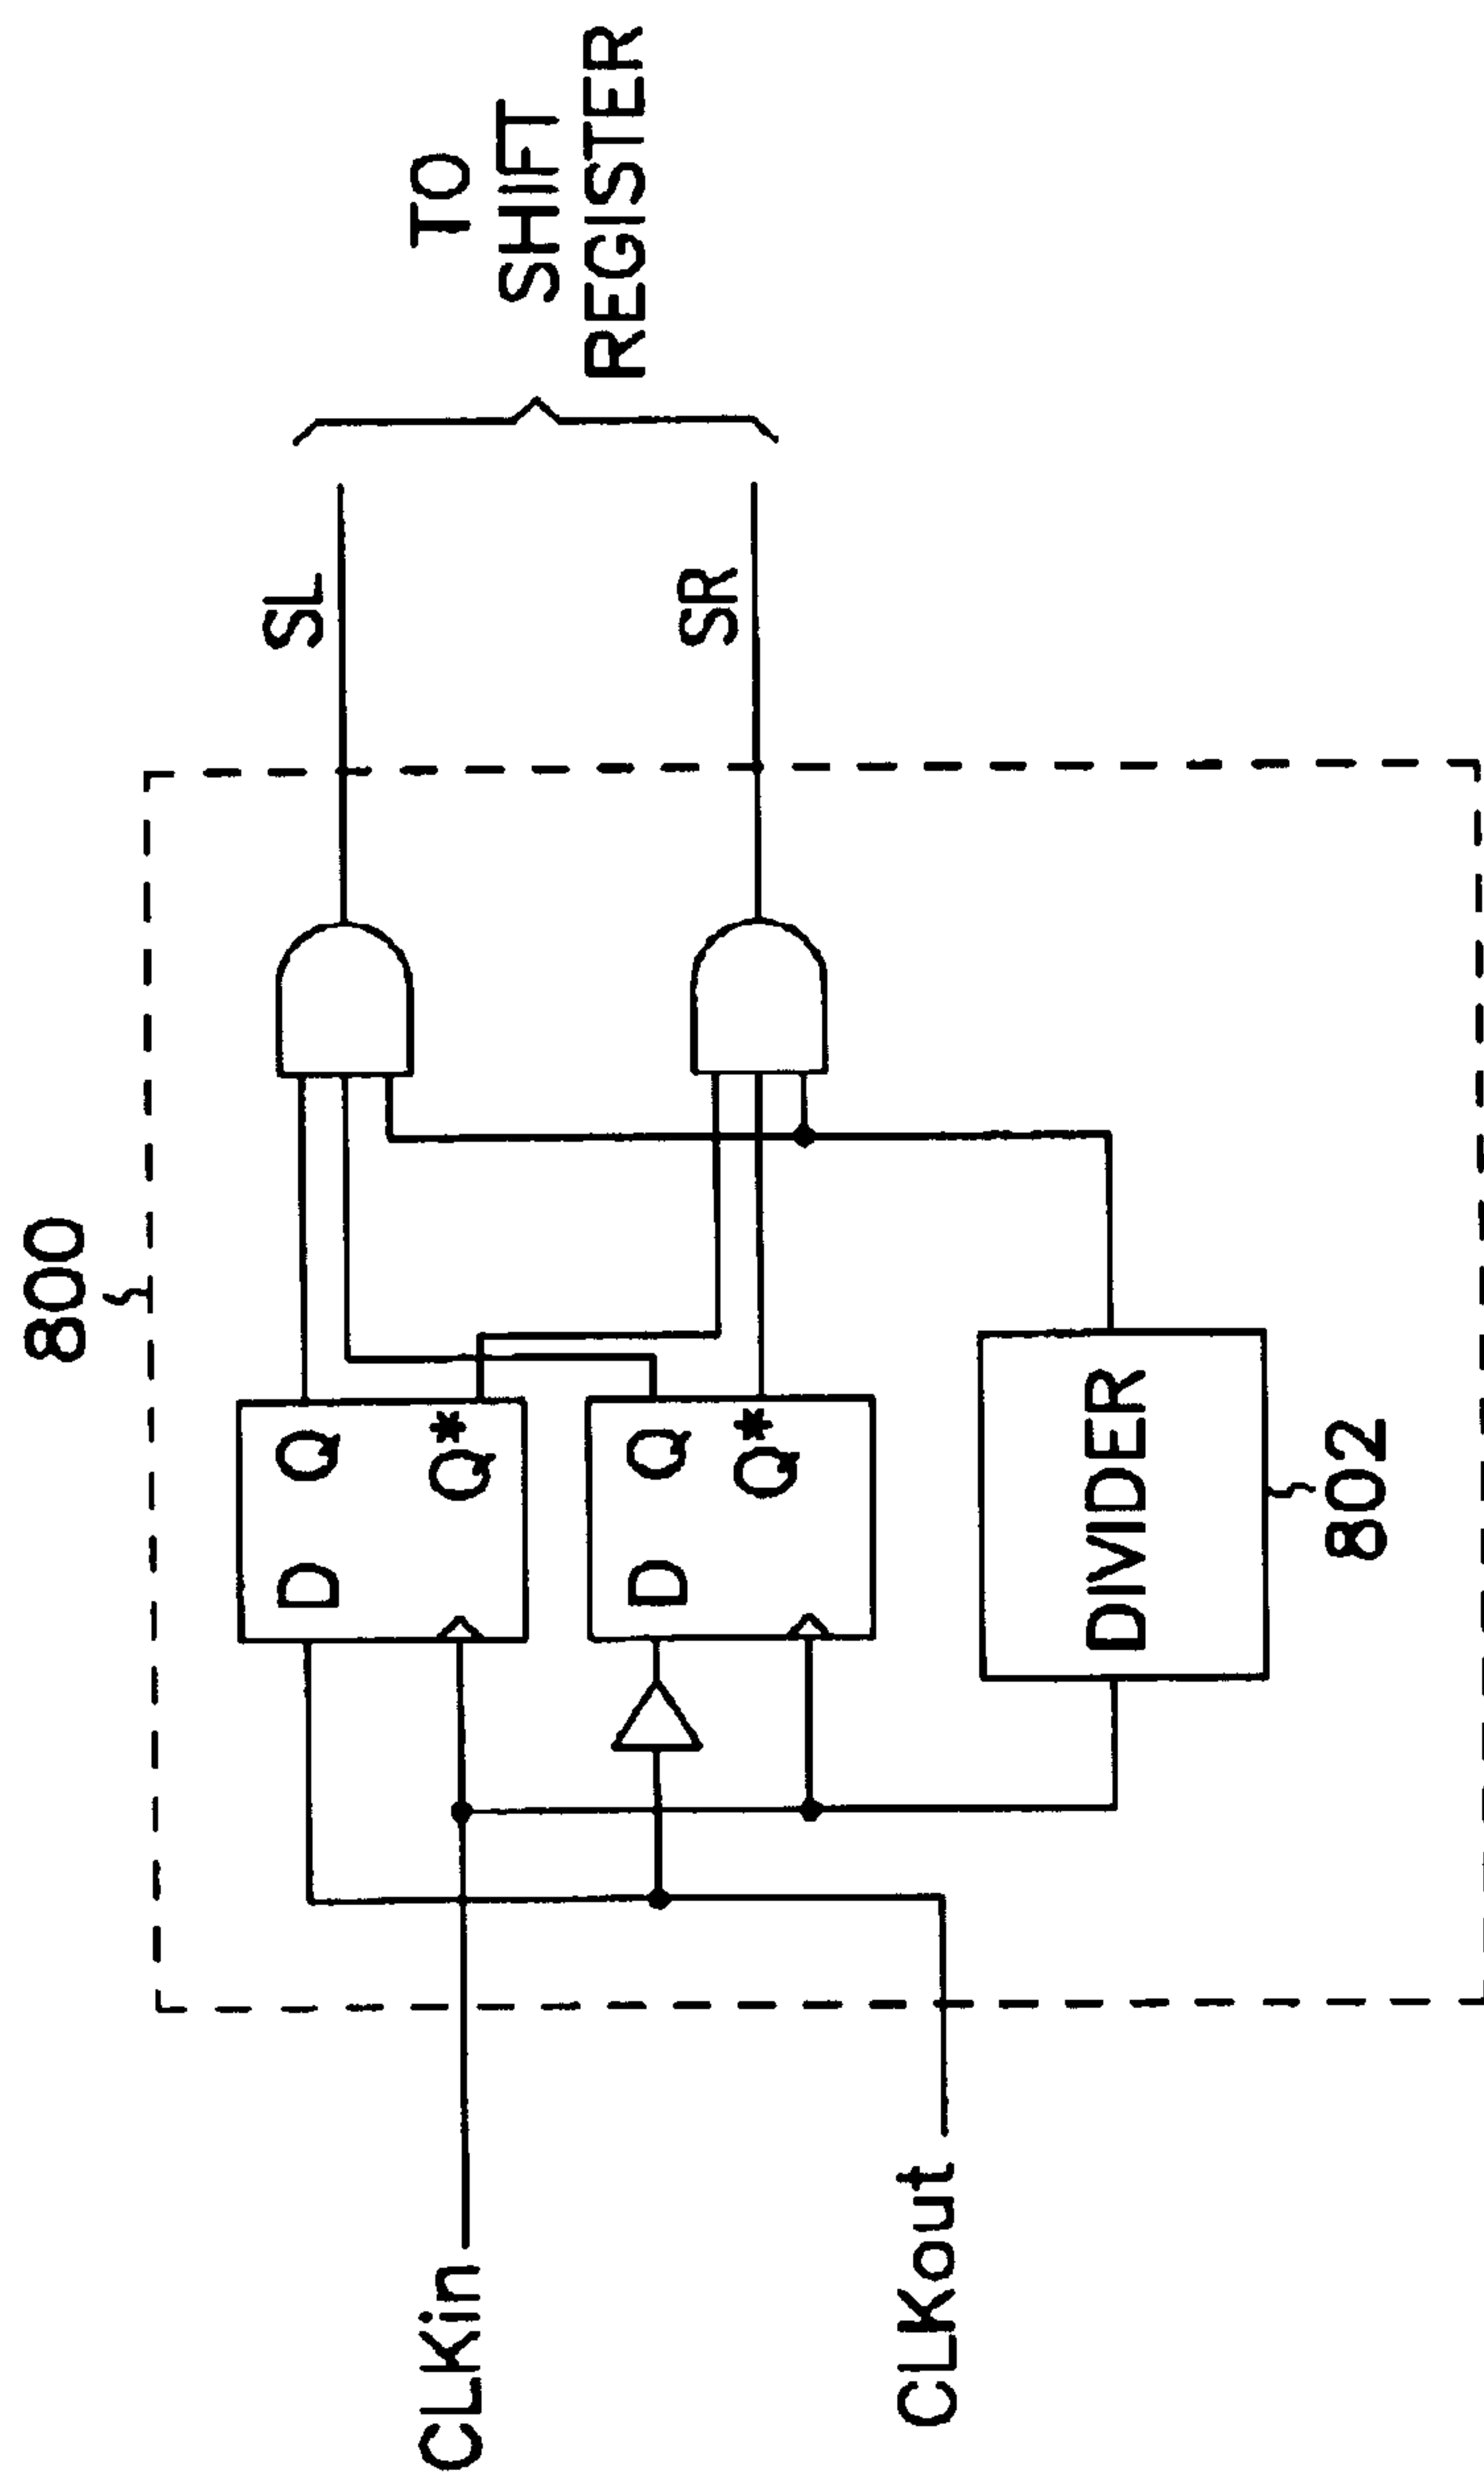 800
CLKin
CLKout
D Q
Q*
D Q
Q*
DIVIDER
802
SL
SR
TO
SHIFT
REGISTER